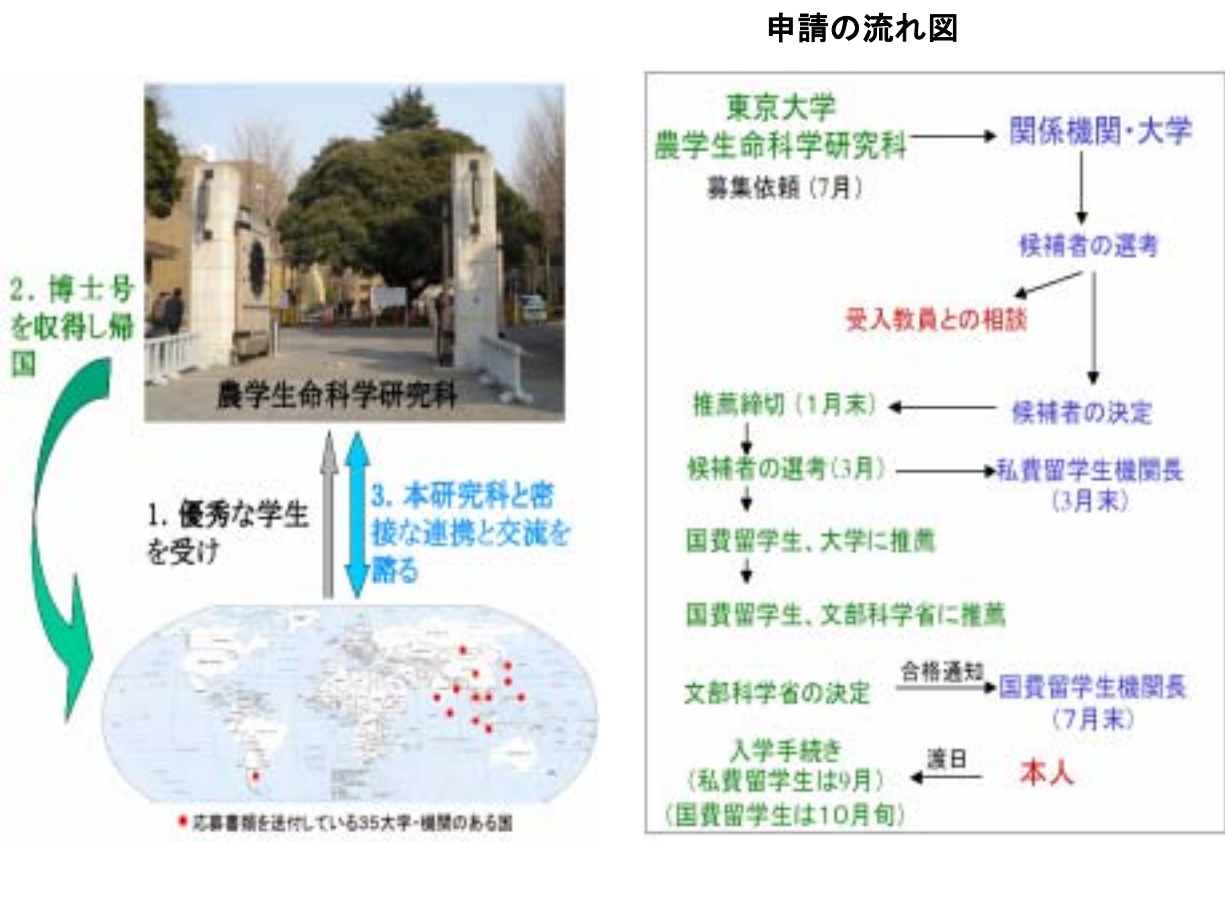 申請の流れ図
2. 博士号
を取得し帰
国
農学生命科学研究科
1. 優秀な学生
を受け
3. 本研究科と密
接な連携と交流を
諮る
● 応募書類を送付している35大学・機関のある国
東京大学
農学生命科学研究科
募集依頼（7月）
関係機関・大学
候補者の選考
受入教員との相談
候補者の決定
推薦締切（1月末）
候補者の選考（3月）
私費留学生機関長
（3月末）
国費留学生、大学に推薦
国費留学生、文部科学省に推薦
文部科学省の決定
合格通知
国費留学生機関長
（7月末）
入学手続き
（私費留学生は9月）
（国費留学生は10月旬）
渡日
本人